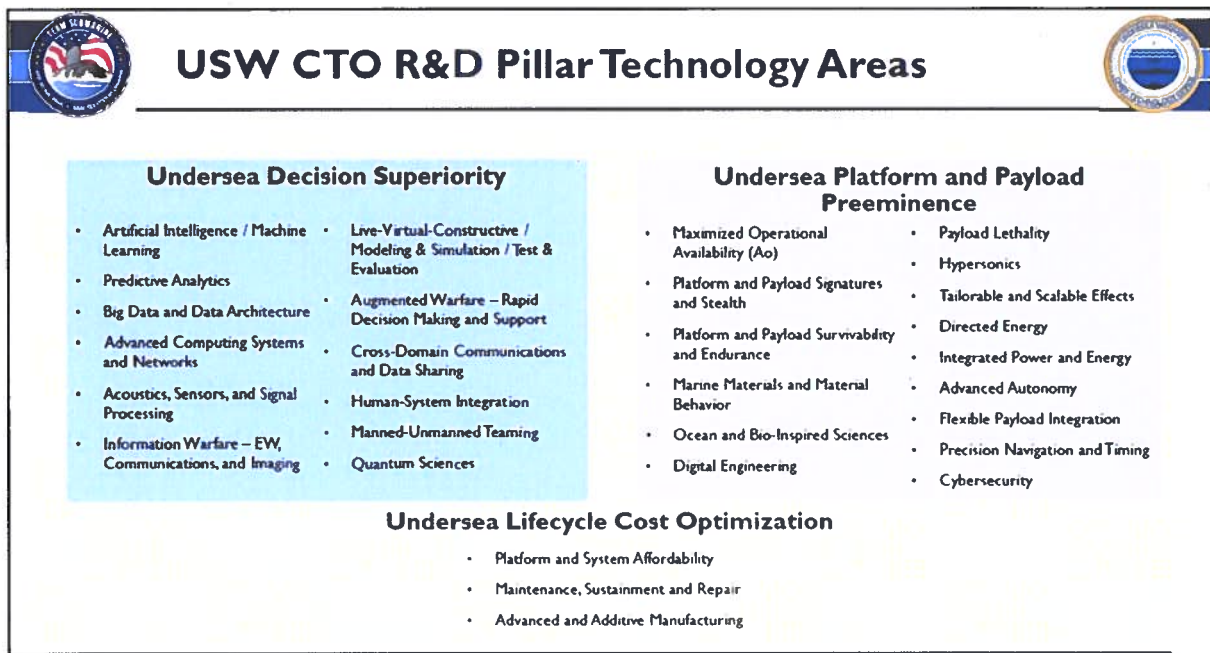 TEAM SUBMARINE
USW CTO R&D Pillar Technology Areas
Undersea Decision Superiority
• Artificial Intelligence / Machine
Learning
• Predictive Analytics
• Big Data and Data Architecture
• Advanced Computing Systems
and Networks
• Acoustics, Sensors, and Signal
Processing
• Information Warfare – EW,
Communications, and Imaging
• Live-Virtual-Constructive /
Modeling & Simulation / Test &
Evaluation
• Augmented Warfare – Rapid
Decision Making and Support
• Cross-Domain Communications
and Data Sharing
• Human-System Integration
• Manned-Unmanned Teaming
• Quantum Sciences
Undersea Platform and Payload
Preeminence
• Maximized Operational
Availability (Ao)
• Platform and Payload Signatures
and Stealth
• Platform and Payload Survivability
and Endurance
• Marine Materials and Material
Behavior
• Ocean and Bio-Inspired Sciences
• Digital Engineering
• Payload Lethality
• Hypersonics
• Tailorable and Scalable Effects
• Directed Energy
• Integrated Power and Energy
• Advanced Autonomy
• Flexible Payload Integration
• Precision Navigation and Timing
• Cybersecurity
Undersea Lifecycle Cost Optimization
• Platform and System Affordability
• Maintenance, Sustainment and Repair
• Advanced and Additive Manufacturing